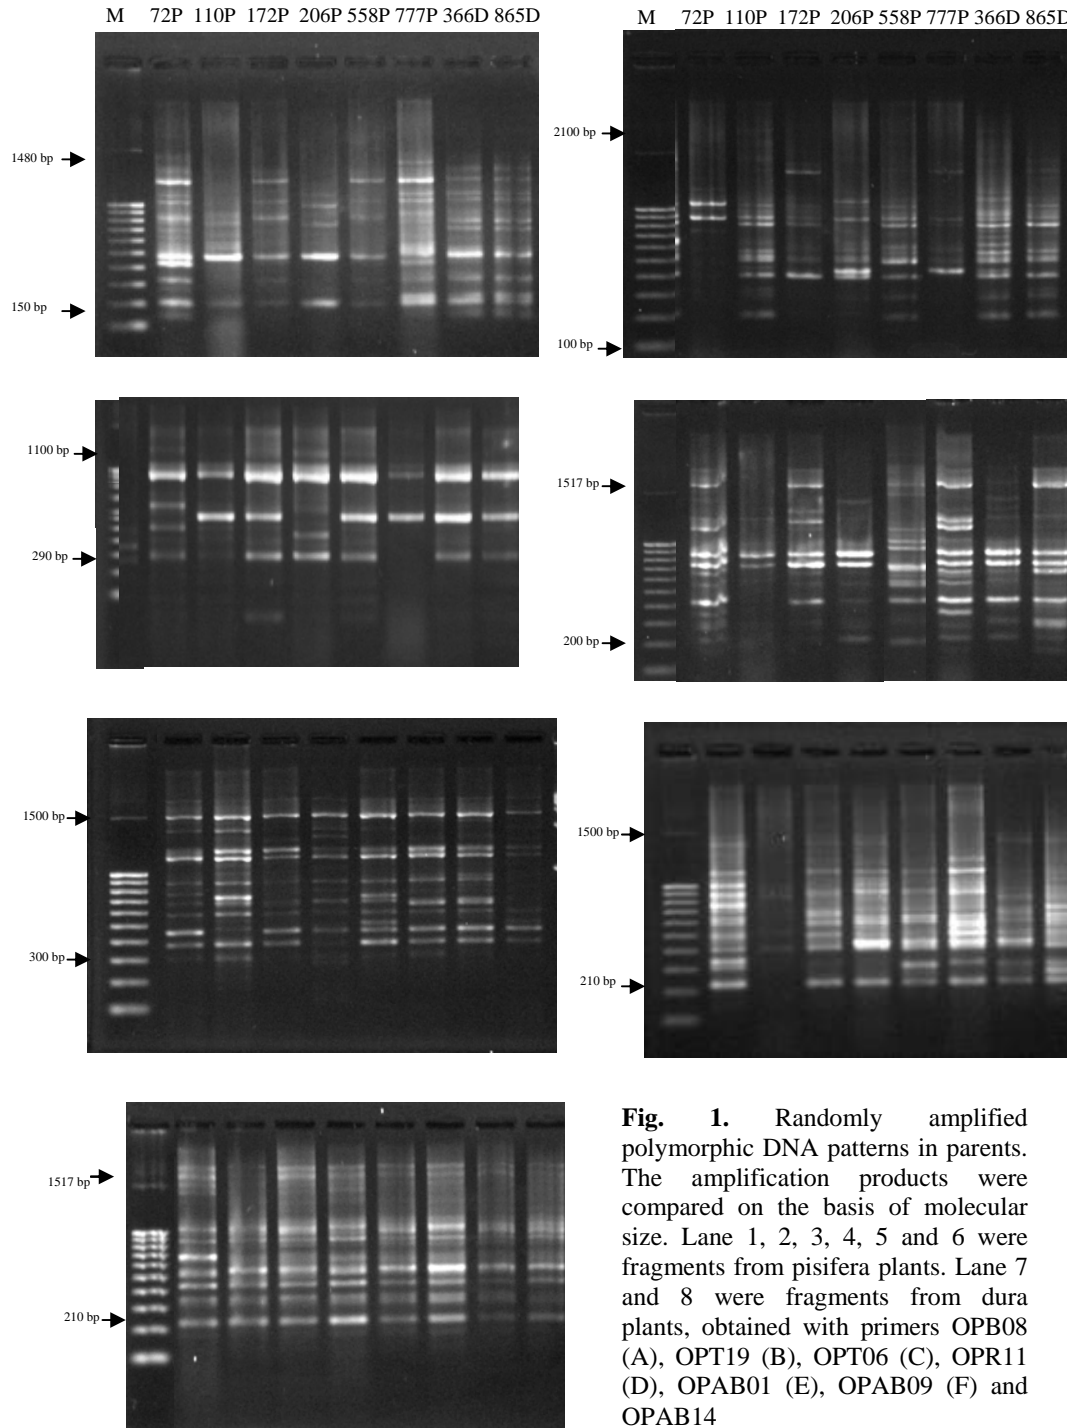 M 72P 110P 172P 206P 558P 777P 366D 865D
M 72P 110P 172P 206P 558P 777P 366D 865D
1480 bp
150 bp
2100 bp
100 bp
1100 bp
290 bp
1517 bp
200 bp
1500 bp
300 bp
1500 bp
210 bp
1517 bp
210 bp
Fig. 1. Randomly amplified
polymorphic DNA patterns in parents.
The amplification products were
compared on the basis of molecular
size. Lane 1, 2, 3, 4, 5 and 6 were
fragments from pisifera plants. Lane 7
and 8 were fragments from dura
plants, obtained with primers OPB08
(A), OPT19 (B), OPT06 (C), OPR11
(D), OPAB01 (E), OPAB09 (F) and
OPAB14